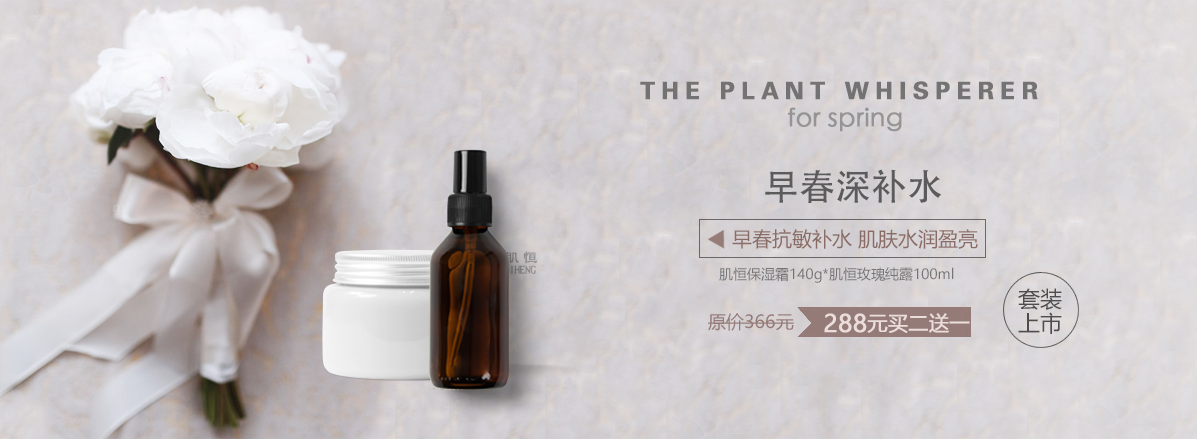 THE PLANT WHISPERER
for spring
早春深补水
早春抗敏补水 肌肤水润盈亮
肌恒保湿霜140g*肌恒玫瑰纯露100ml
原价366元
288元买二送一
套装
上市
肌恒
IHENG